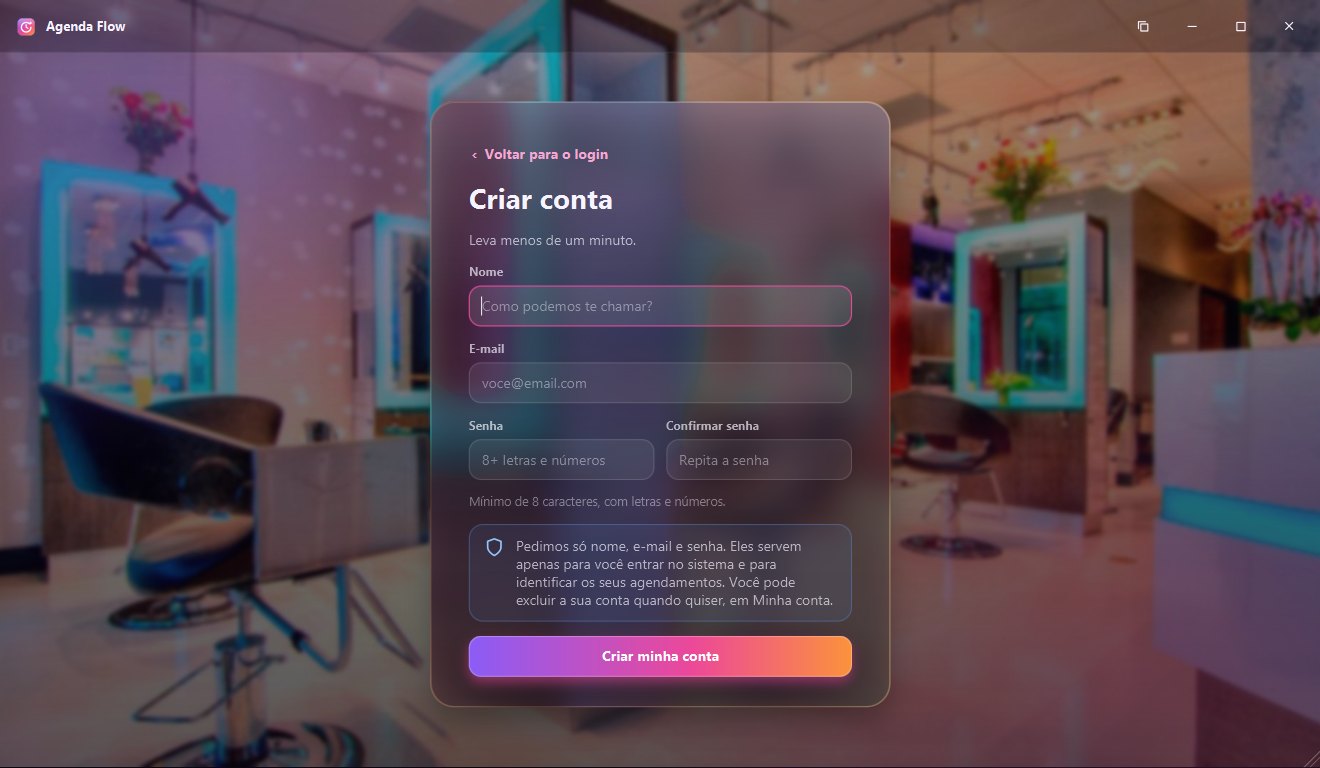 Agenda Flow
‹ Voltar para o login
Criar conta
Leva menos de um minuto.
Nome
Como podemos te chamar?
E-mail
voce@email.com
Senha
Confirmar senha
8+ letras e números
Repita a senha
Mínimo de 8 caracteres, com letras e números.
Pedimos só nome, e-mail e senha. Eles servem
apenas para você entrar no sistema e para
identificar os seus agendamentos. Você pode
excluir a sua conta quando quiser, em Minha conta.
Criar minha conta